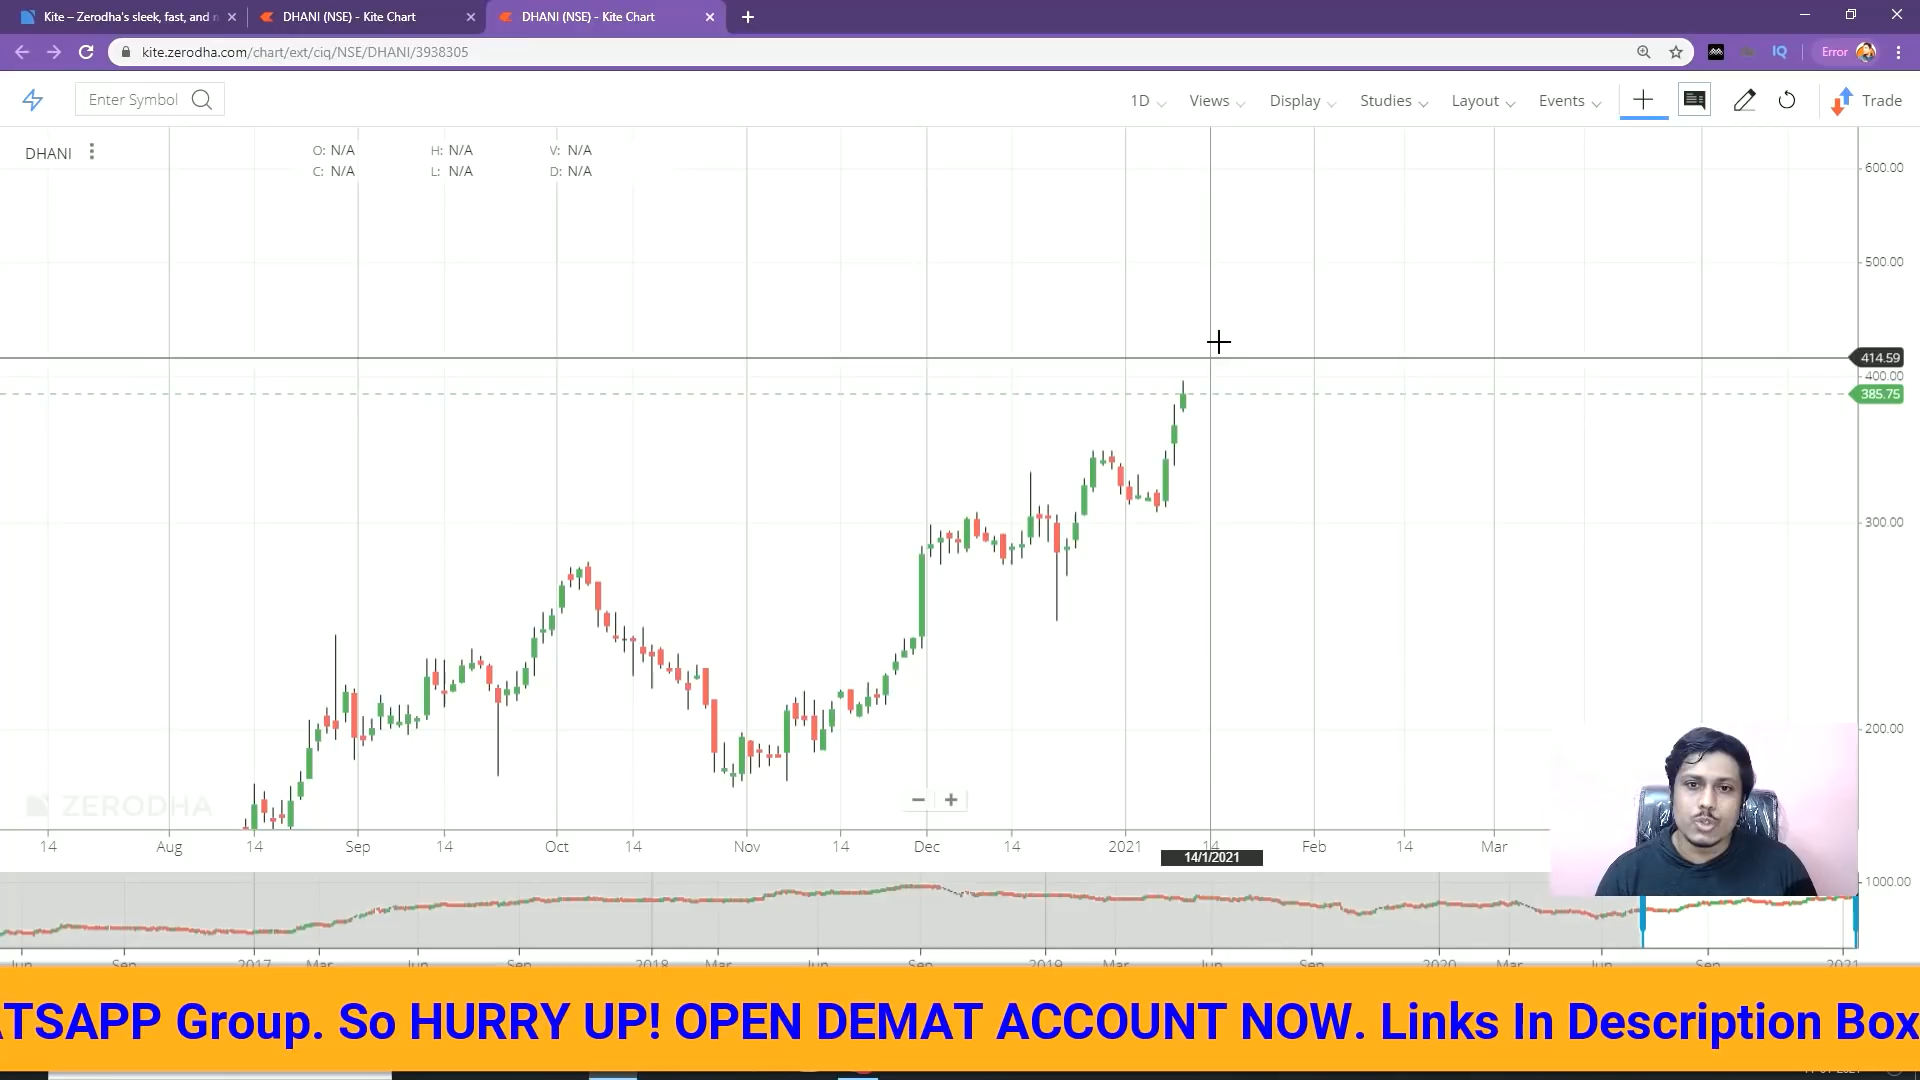 Kite – Zerodha's sleek, fast, and
DHANI (NSE) - Kite Chart
DHANI (NSE) - Kite Chart
kite.zerodha.com/chart/ext/ciq/NSE/DHANI/3938305
IQ
Error
Enter Symbol
1D
Views
Display
Studies
Layout
Events
Trade
DHANI
O: N/A H: N/A V: N/A
C: N/A L: N/A D: N/A
600.00
500.00
414.59
400.00
385.75
300.00
200.00
ZERODHA
14 Aug 14 Sep 14 Oct 14 Nov 14 Dec 14 2021 14 Feb 14 Mar
14/1/2021
1000.00
Jun Sep 2017 Mar Jun Sep 2018 Mar Jun Sep 2019 Mar Jun Sep 2020 Mar Jun Sep 2021
ATSAPP Group. So HURRY UP! OPEN DEMAT ACCOUNT NOW. Links In Description Box